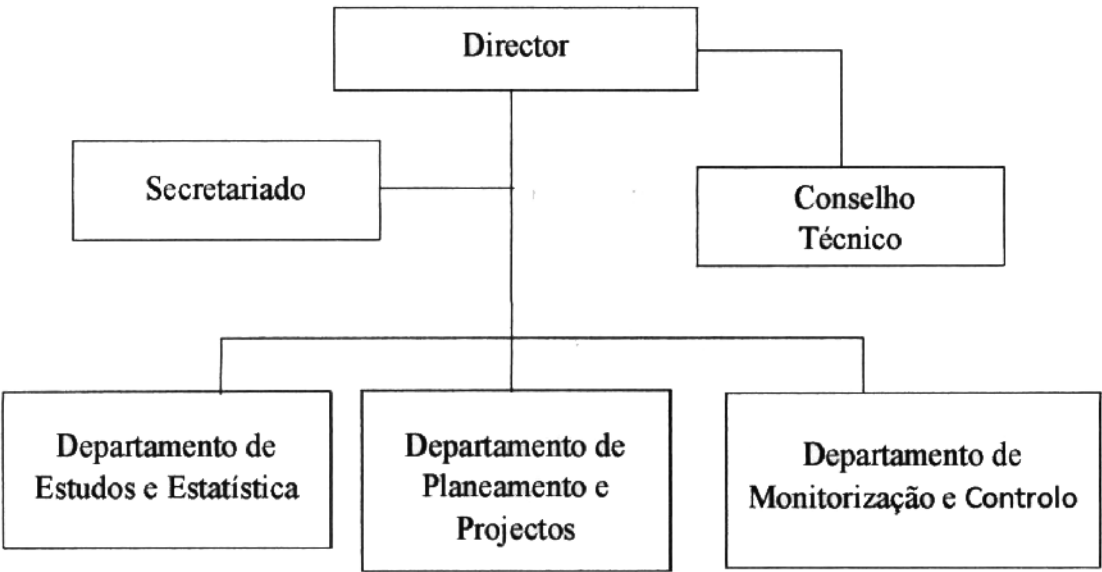 Director
Secretariado
Conselho
Técnico
Departamento de
Estudos e Estatística
Departamento de
Planeamento e
Projectos
Departamento de
Monitorização e Controlo